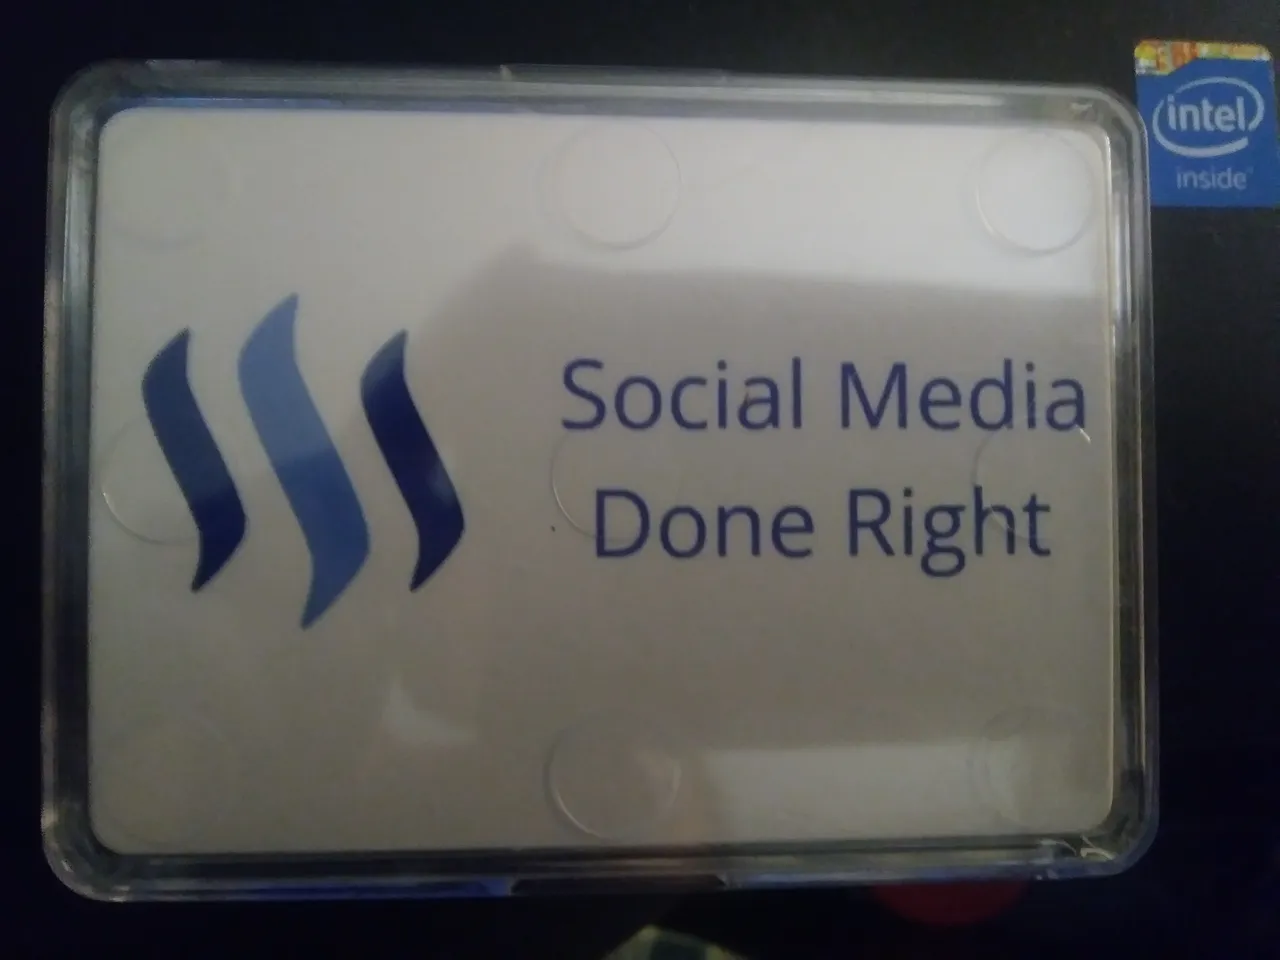 Social Media
Done Right
intel
inside